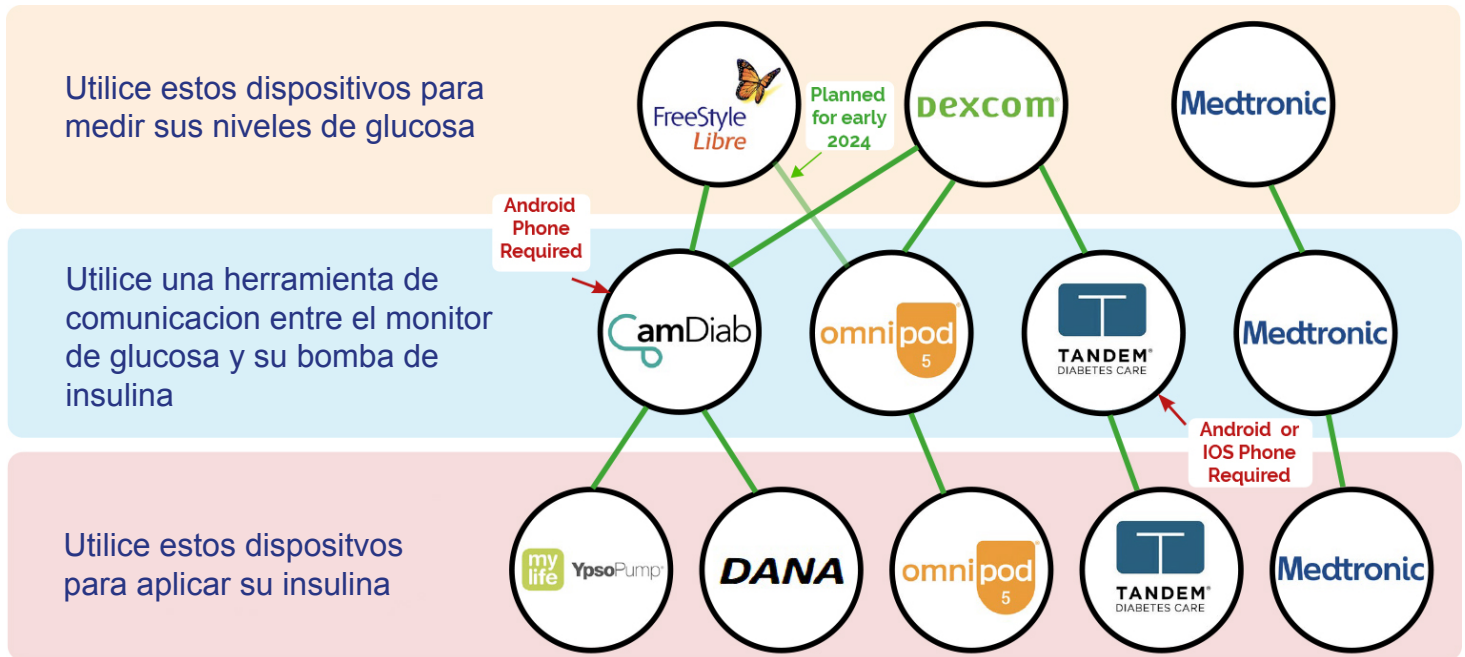 Utilice estos dispositivos para
medir sus niveles de glucosa
FreeStyle
Libre
Planned
for early
2024
Dexcom
Medtronic
Android
Phone
Required
Utilice una herramienta de
comunicacion entre el monitor
de glucosa y su bomba de
insulina
CamDiab
omnipod
5
TANDEM
DIABETES CARE
Medtronic
Android or
IOS Phone
Required
Utilice estos dispositvos
para aplicar su insulina
my
life
YpsoPump
DANA
omnipod
5
TANDEM
DIABETES CARE
Medtronic